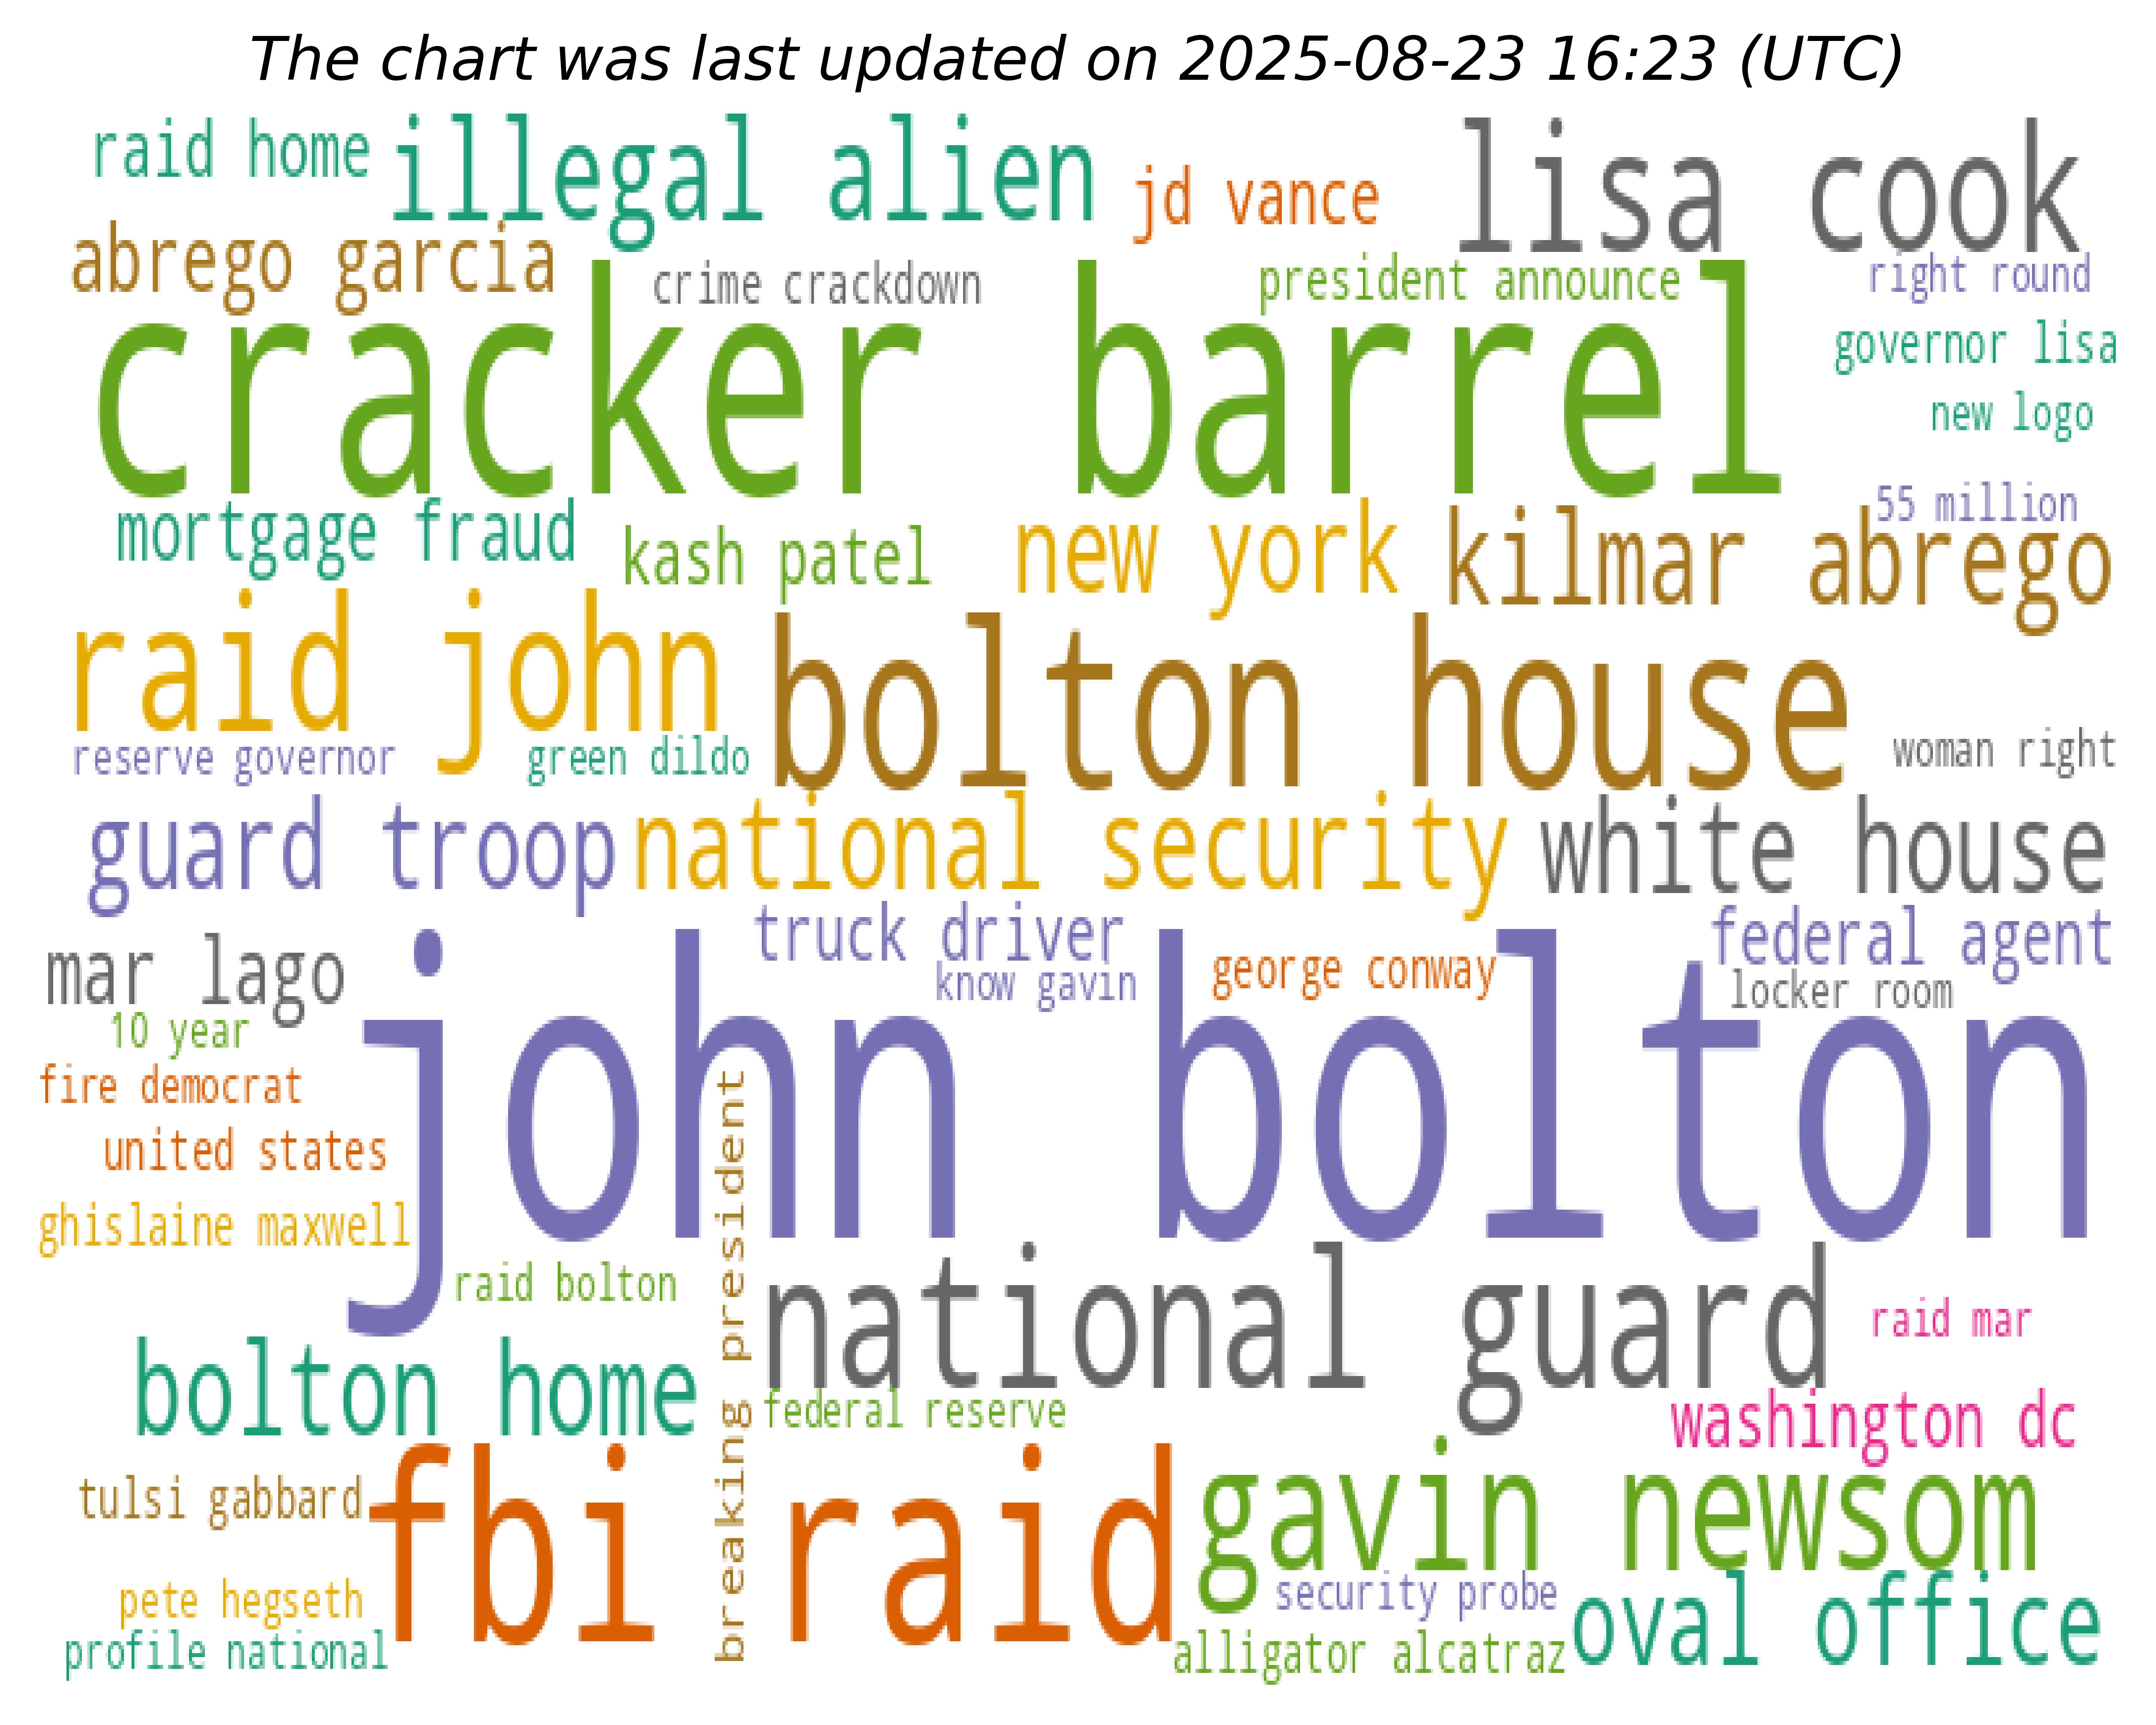 The chart was last updated on 2025-08-23 16:23 (UTC)
raid home
illegal alien
jd vance
lisa cook
abrego garcia
crime crackdown
president announce
right round
cracker barrel
governor lisa
new logo
55 million
mortgage fraud
kash patel
new york
kilmar abrego
raid john
bolton house
reserve governor
green dildo
woman right
guard troop
national security
white house
truck driver
federal agent
mar lago
know gavin
george conway
locker room
10 year
john bolton
fire democrat
united states
ghislaine maxwell
raid bolton
breaking president
national guard
raid mar
bolton home
federal reserve
washington dc
tulsi gabbard
fbi raid
gavin newsom
pete hegseth
security probe
oval office
profile national
alligator alcatraz